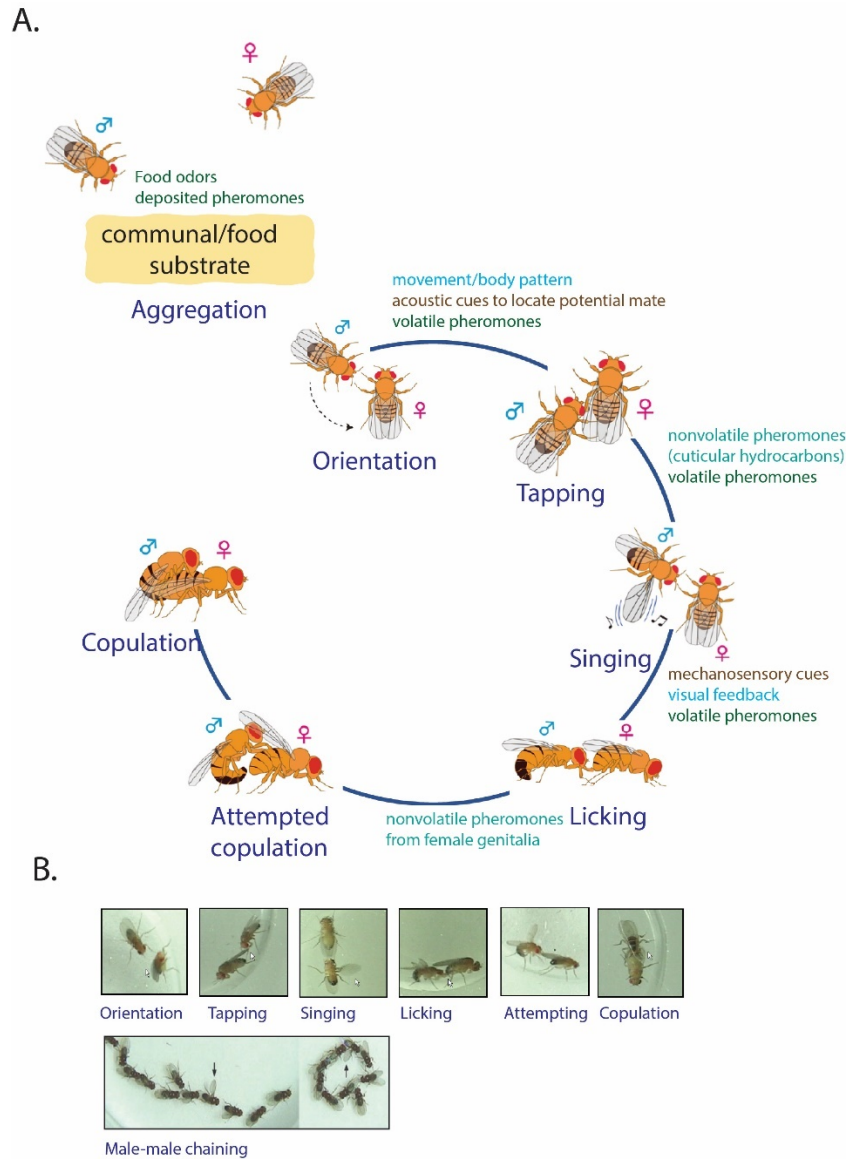 A.
♀
♂
Food odors
deposited pheromones
communal/food
substrate
Aggregation
movement/body pattern
acoustic cues to locate potential mate
volatile pheromones
♂
♀
Orientation
♂
♀
Tapping
nonvolatile pheromones
(cuticular hydrocarbons)
volatile pheromones
♂
♀
Singing
mechanosensory cues
visual feedback
volatile pheromones
♂
♀
Licking
nonvolatile pheromones
from female genitalia
♂
♀
Attempted
copulation
♂
♀
Copulation
B.
Orientation
Tapping
Singing
Licking
Attempting
Copulation
Male-male chaining